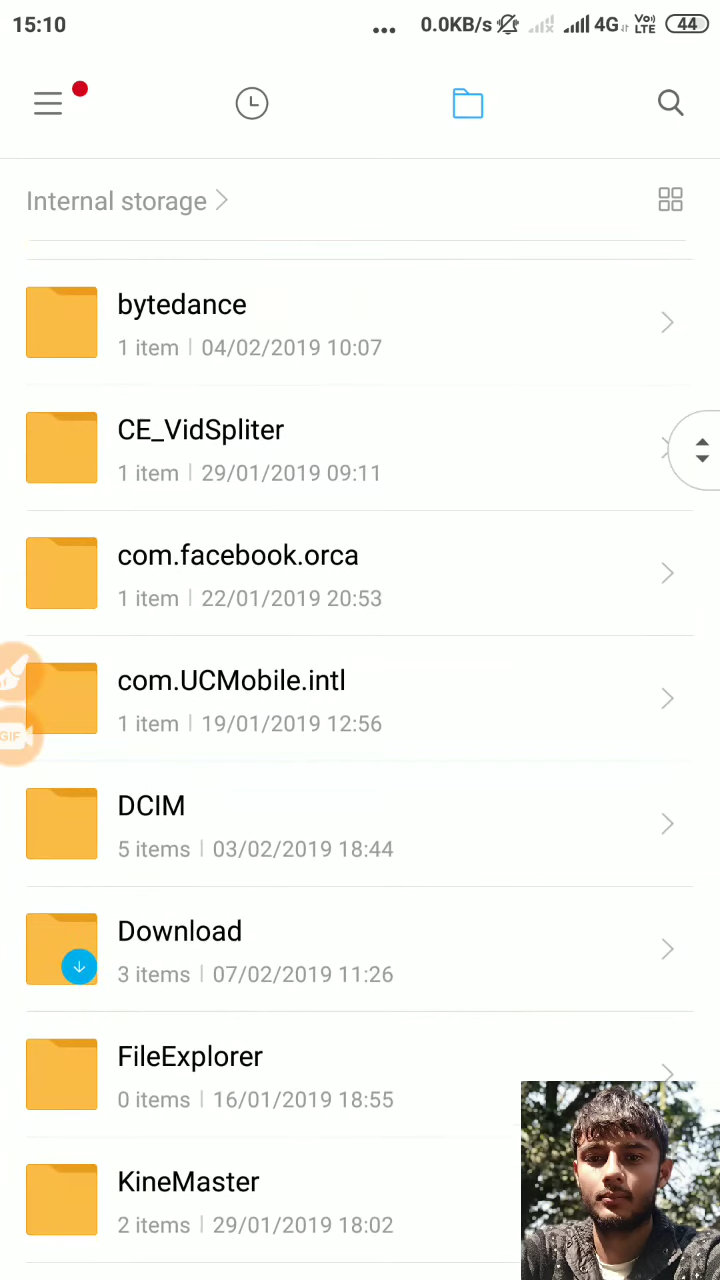 15:10 ... 0.0KB/s 4G Vo) LTE 44
Internal storage
bytedance
1 item | 04/02/2019 10:07
CE_VidSpliter
1 item | 29/01/2019 09:11
com.facebook.orca
1 item | 22/01/2019 20:53
com.UCMobile.intl
1 item | 19/01/2019 12:56
GIF
DCIM
5 items | 03/02/2019 18:44
Download
3 items | 07/02/2019 11:26
FileExplorer
0 items | 16/01/2019 18:55
KineMaster
2 items | 29/01/2019 18:02